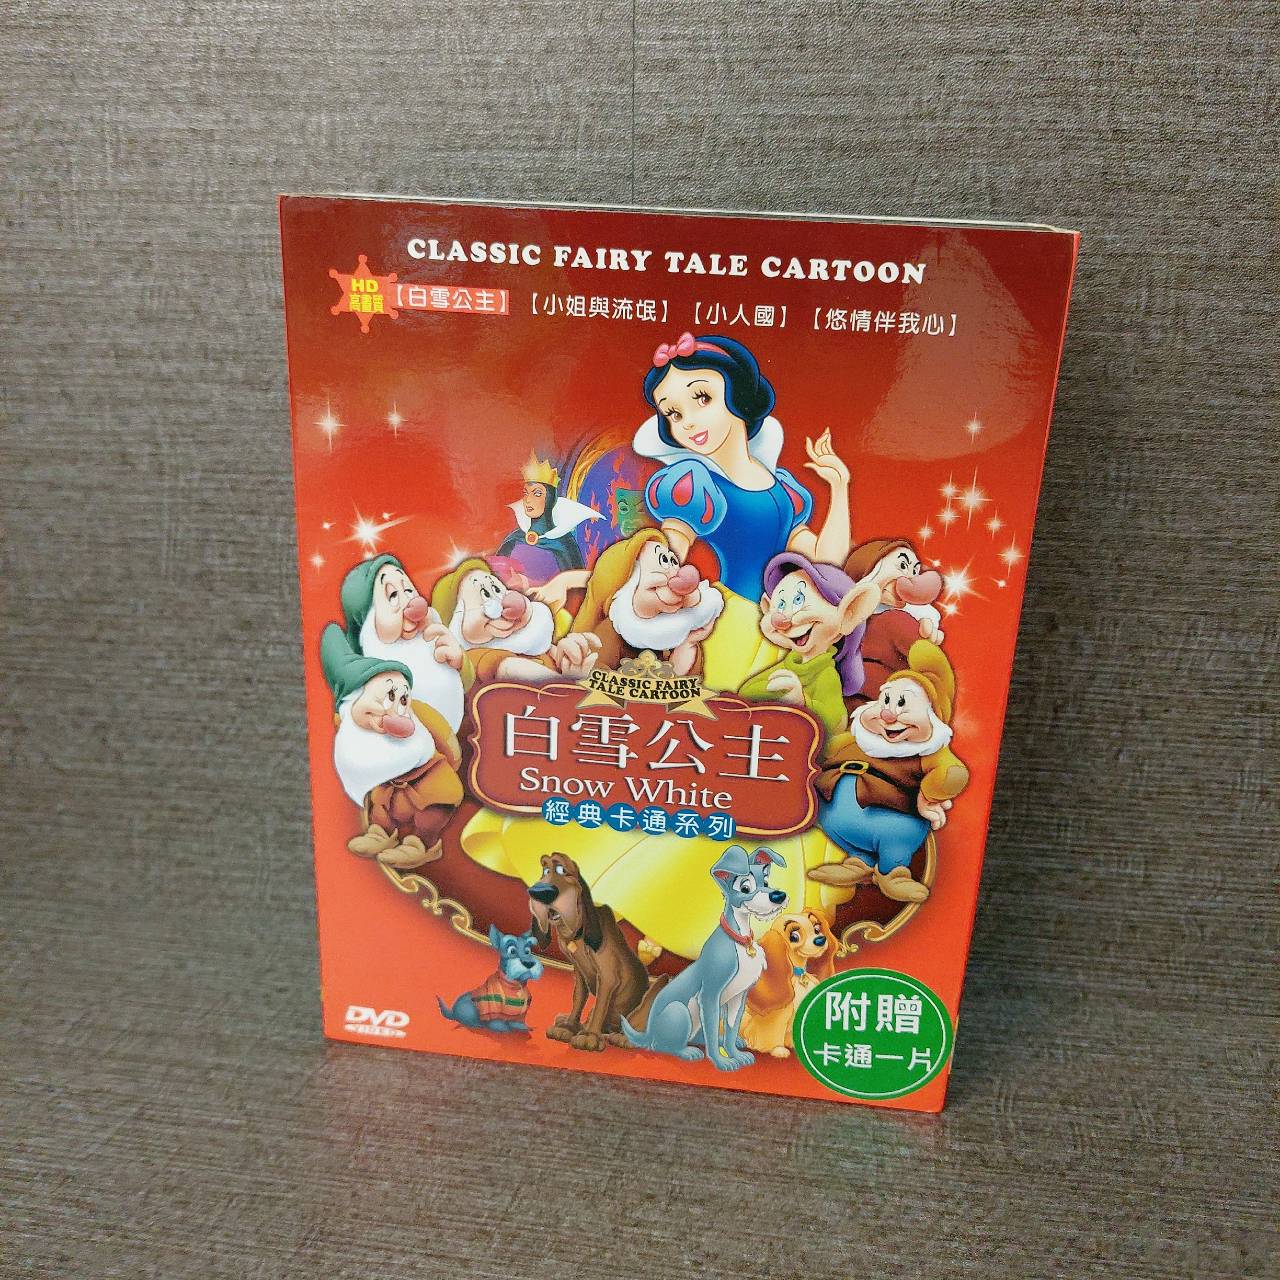 CLASSIC FAIRY TALE CARTOON
HD
高畫質
【白雪公主】【小姐與流氓】【小人國】【悠情伴我心】
CLASSIC FAIRY
TALE CARTOON
白雪公主
Snow White
經典卡通系列
DVD
VIDEO
附贈
卡通一片